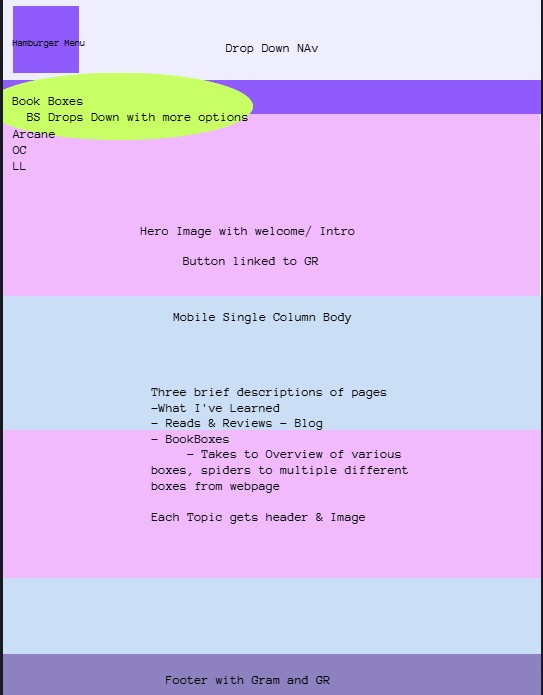 Hamburger Menu
Drop Down NAv
Book Boxes
BS Drops Down with more options
Arcane
OC
LL
Hero Image with welcome/ Intro
Button linked to GR
Mobile Single Column Body
Three brief descriptions of pages
-What I've Learned
- Reads & Reviews - Blog
- BookBoxes
- Takes to Overview of various
boxes, spiders to multiple different
boxes from webpage
Each Topic gets header & Image
Footer with Gram and GR